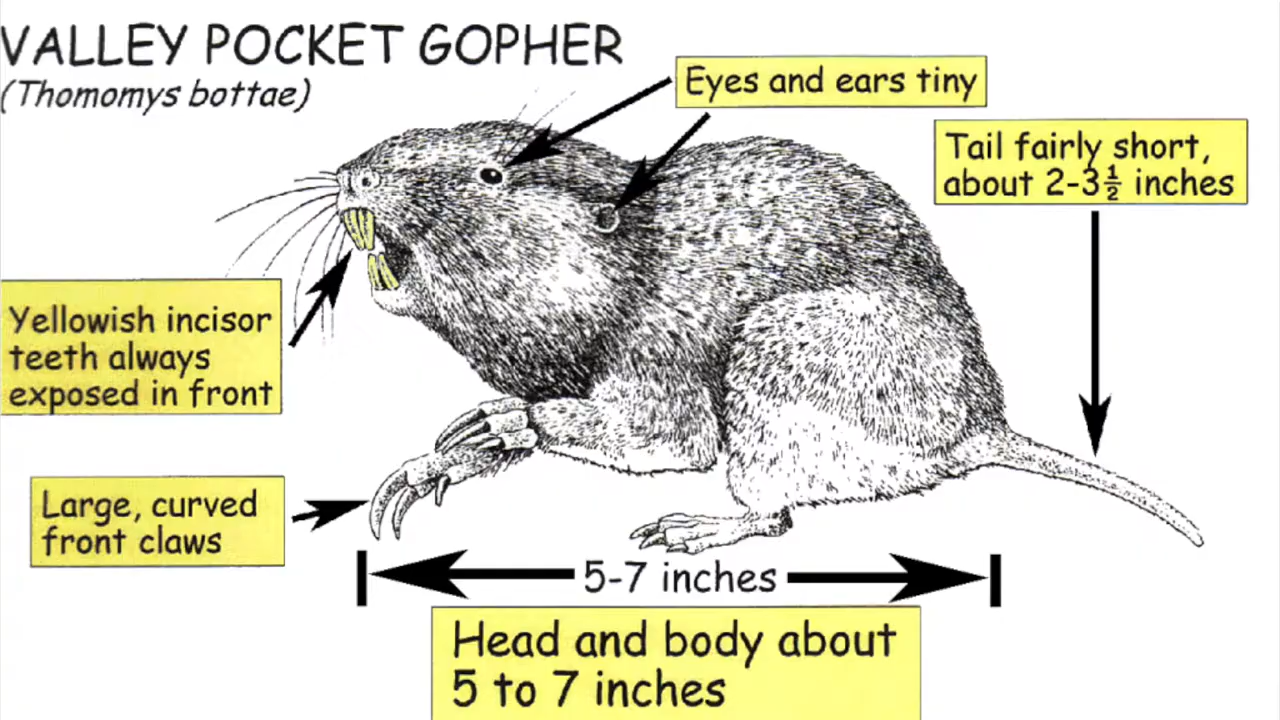 VALLEY POCKET GOPHER
(Thomomys bottae)
Eyes and ears tiny
Tail fairly short,
about 2-3½ inches
Yellowish incisor
teeth always
exposed in front
Large, curved
front claws
5-7 inches
Head and body about
5 to 7 inches